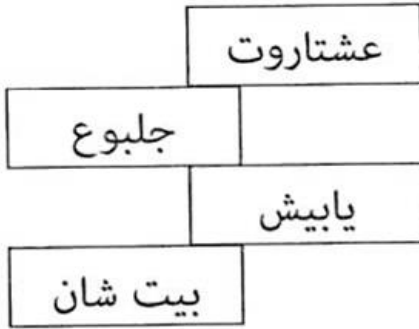 عشتاروت
جلبوع
يابيش
بيت شان